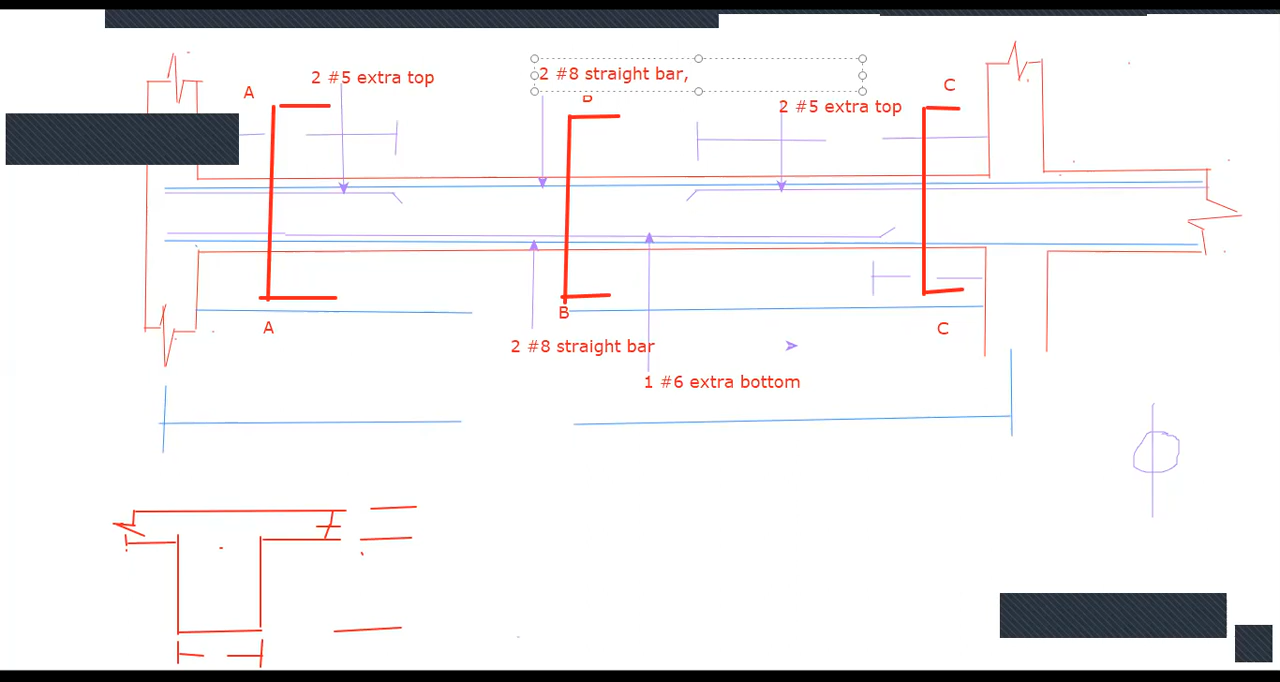 2 #5 extra top
2 #8 straight bar,
A
B
C
2 #5 extra top
A
B
C
2 #8 straight bar
1 #6 extra bottom